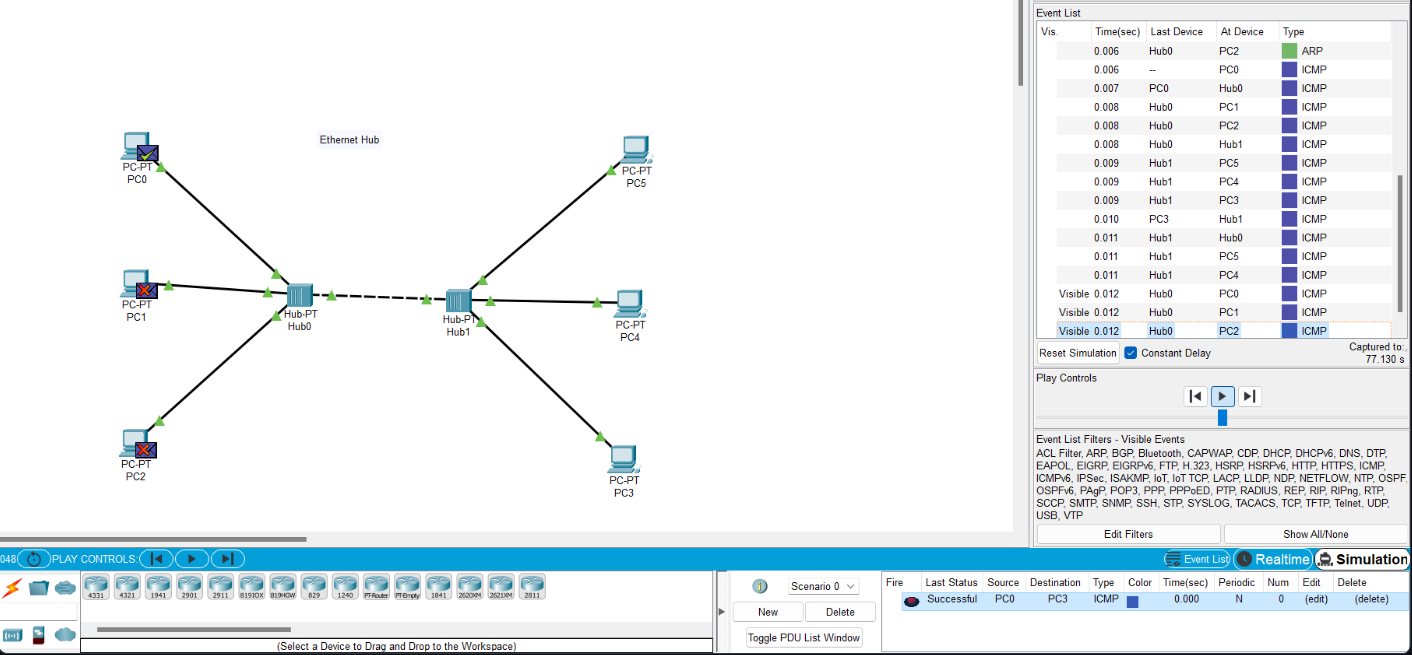 Ethernet Hub
PC-PT
PC0
PC-PT
PC5
PC-PT
PC1
Hub-PT
Hub0
Hub-PT
Hub1
PC-PT
PC4
PC-PT
PC2
PC-PT
PC3
Event List
Vis. Time(sec) Last Device At Device Type
0.006 Hub0 PC2 ARP
0.006 -- PC0 ICMP
0.007 PC0 Hub0 ICMP
0.008 Hub0 PC1 ICMP
0.008 Hub0 PC2 ICMP
0.008 Hub0 Hub1 ICMP
0.009 Hub1 PC5 ICMP
0.009 Hub1 PC4 ICMP
0.009 Hub1 PC3 ICMP
0.010 PC3 Hub1 ICMP
0.011 Hub1 Hub0 ICMP
0.011 Hub1 PC5 ICMP
0.011 Hub1 PC4 ICMP
Visible 0.012 Hub0 PC0 ICMP
Visible 0.012 Hub0 PC1 ICMP
Visible 0.012 Hub0 PC2 ICMP
Reset Simulation Constant Delay
Captured to:
77.130 s
Play Controls
Event List Filters - Visible Events
ACL Filter, ARP, BGP, Bluetooth, CAPWAP, CDP, DHCP, DHCPv6, DNS, DTP,
EAPOL, EIGRP, EIGRPv6, FTP, H.323, HSRP, HSRPv6, HTTP, HTTPS, ICMP,
ICMPv6, IPSec, ISAKMP, IoT, IoT TCP, LACP, LLDP, NDP, NETFLOW, NTP, OSPF,
OSPFv6, PAgP, POP3, PPP, PPPoED, PTP, RADIUS, REP, RIP, RIPng, RTP,
SCCP, SMTP, SNMP, SSH, STP, SYSLOG, TACACS, TCP, TFTP, Telnet, UDP,
USB, VTP
Edit Filters Show All/None
048 PLAY CONTROLS: Event List Realtime Simulation
4331 4321 1941 2901 2911 819IOX 819HGW 829 1240 PT-Router PT-Empty 1841 2620XM 2621XM 2811
(Select a Device to Drag and Drop to the Workspace)
Scenario 0
New Delete
Toggle PDU List Window
Fire Last Status Source Destination Type Color Time(sec) Periodic Num Edit Delete
Successful PC0 PC3 ICMP 0.000 N 0 (edit) (delete)